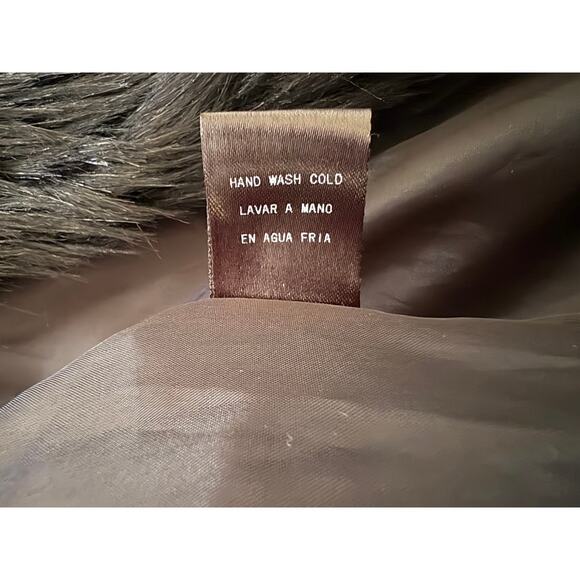 HAND WASH COLD
LAVAR A MANO
EN AGUA FRIA